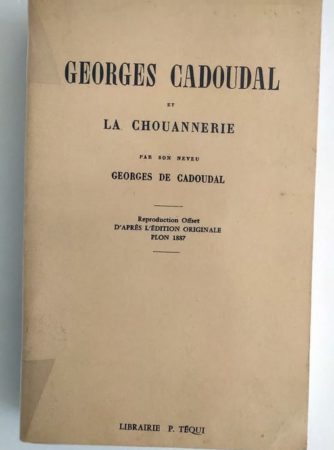 GEORGES CADOUDAL
ET
LA CHOUANNERIE
PAR SON NEVEU
GEORGES DE CADOUDAL
Reproduction Offset
D'APRÈS L'ÉDITION ORIGINALE
PLON 1887
LIBRAIRIE P. TÉQUI